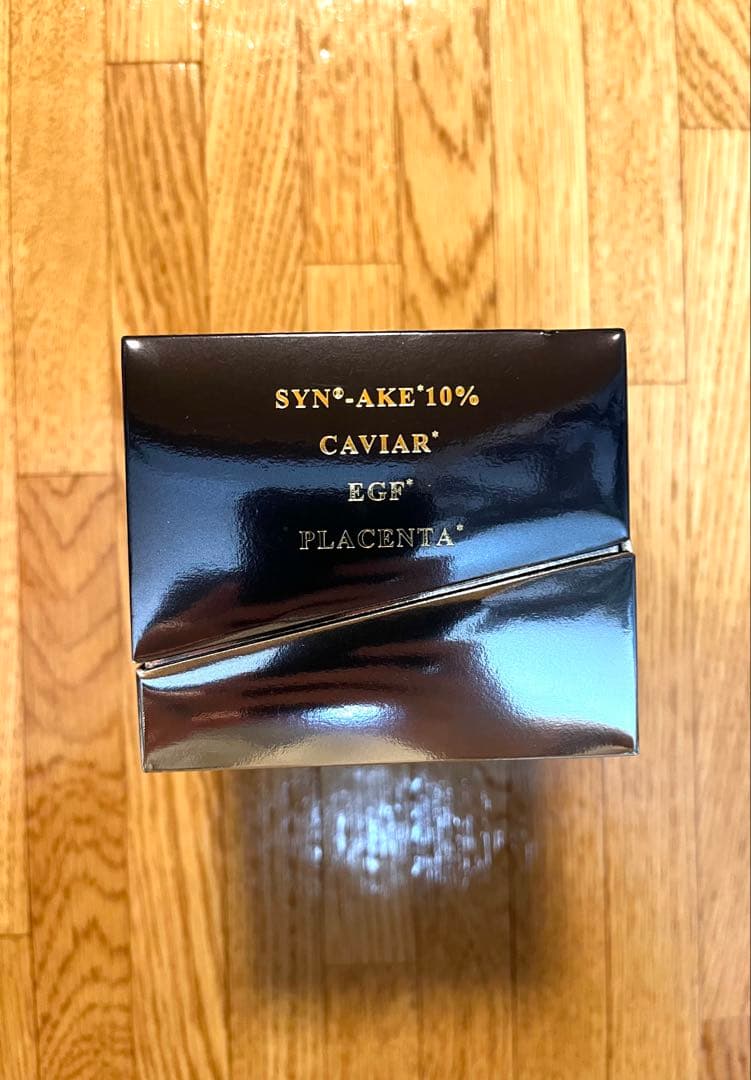 SYN®-AKE*10%
CAVIAR*
EGF*
PLACENTA*